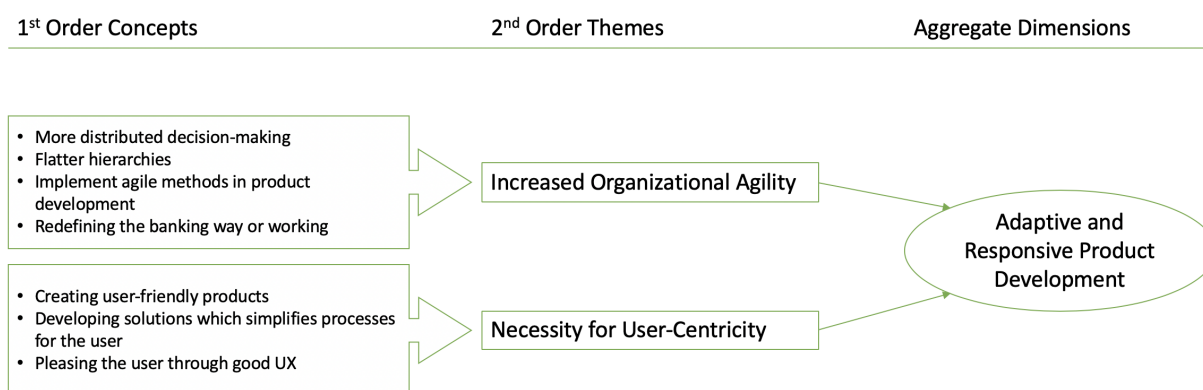 1st Order Concepts
2nd Order Themes
Aggregate Dimensions
• More distributed decision-making
• Flatter hierarchies
• Implement agile methods in product
development
• Redefining the banking way or working
Increased Organizational Agility
Adaptive and
Responsive Product
Development
• Creating user-friendly products
• Developing solutions which simplifies processes
for the user
• Pleasing the user through good UX
Necessity for User-Centricity